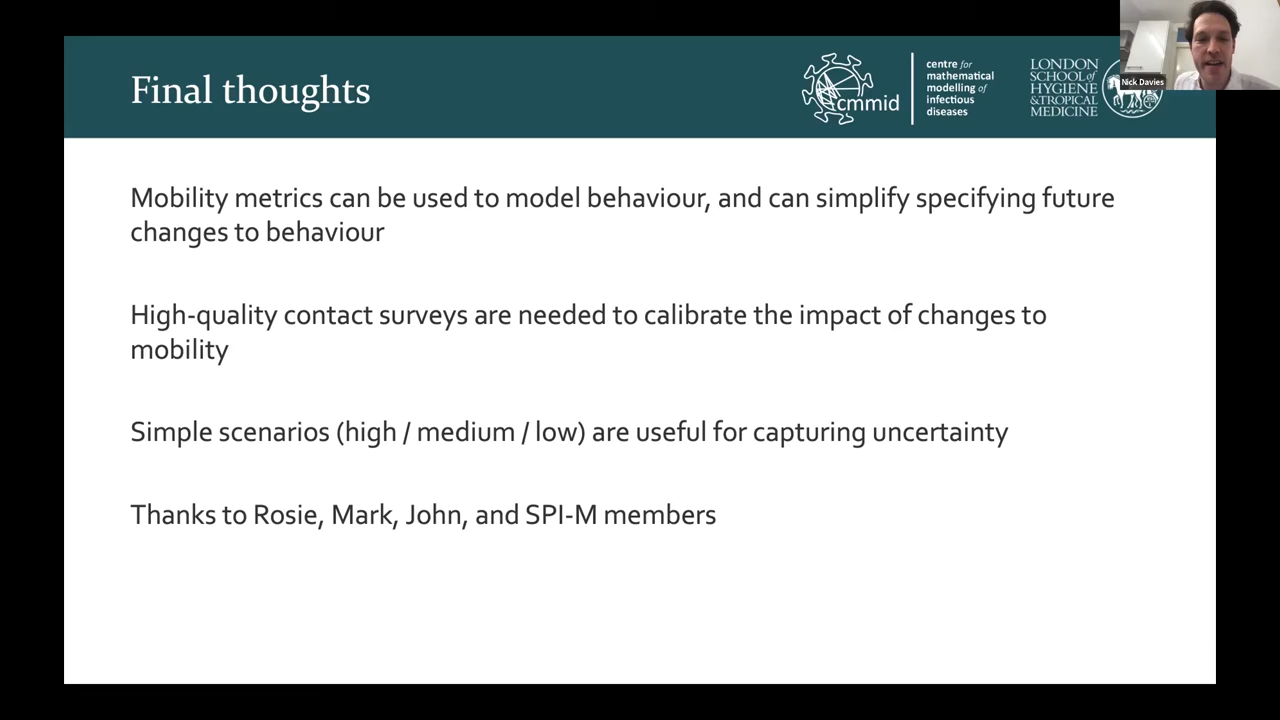 Final thoughts
cmmid
centre for
mathematical
modelling of
infectious
diseases
LONDON
SCHOOL of
HYGIENE
& TROPICAL
MEDICINE
Nick Davies
Mobility metrics can be used to model behaviour, and can simplify specifying future
changes to behaviour
High-quality contact surveys are needed to calibrate the impact of changes to
mobility
Simple scenarios (high / medium / low) are useful for capturing uncertainty
Thanks to Rosie, Mark, John, and SPI-M members